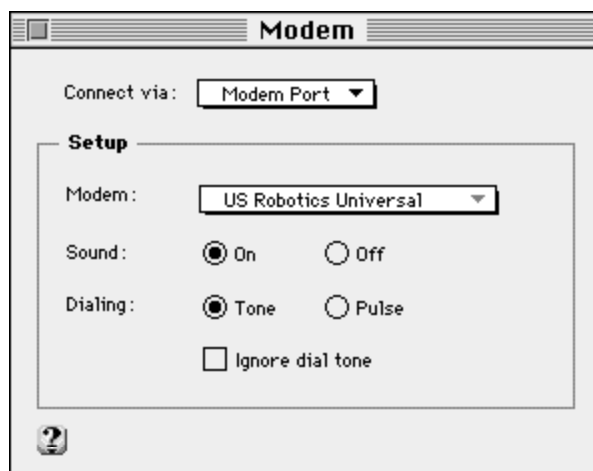 Modem
Connect via: Modem Port
Setup
Modem: US Robotics Universal
Sound: On Off
Dialing: Tone Pulse
Ignore dial tone
?